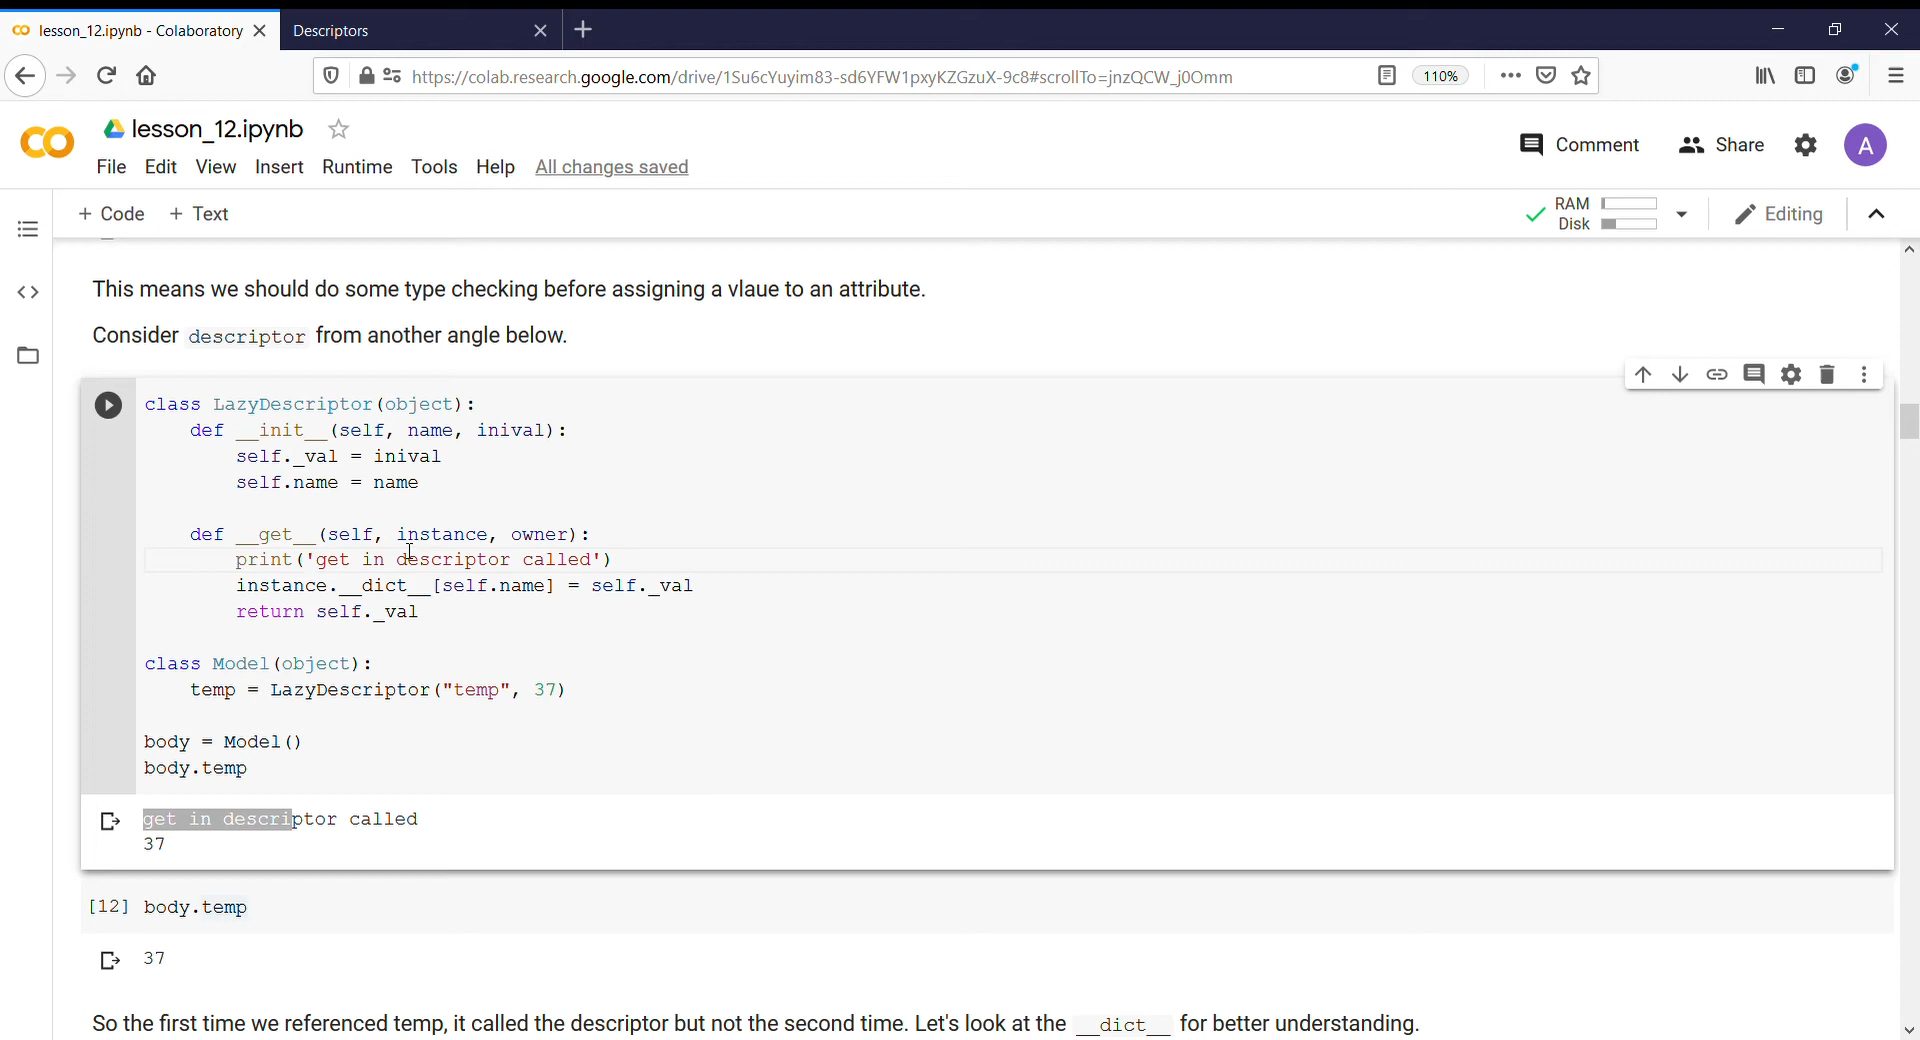 lesson_12.ipynb - Colaboratory
Descriptors
https://colab.research.google.com/drive/1Su6cYuyim83-sd6YFW1pxyKZGzuX-9c8#scrollTo=jnzQCW_j0Omm
110%
lesson_12.ipynb
Comment
Share
A
File Edit View Insert Runtime Tools Help All changes saved
+ Code + Text
RAM
Disk
Editing
This means we should do some type checking before assigning a vlaue to an attribute.
Consider descriptor from another angle below.
class LazyDescriptor(object):
    def __init__(self, name, inival):
        self._val = inival
        self.name = name
    def __get__(self, instance, owner):
        print('get in descriptor called')
        instance.__dict__[self.name] = self._val
        return self._val
class Model(object):
    temp = LazyDescriptor("temp", 37)
body = Model()
body.temp
get in descriptor called
37
[12] body.temp
37
So the first time we referenced temp, it called the descriptor but not the second time. Let's look at the __dict__ for better understanding.